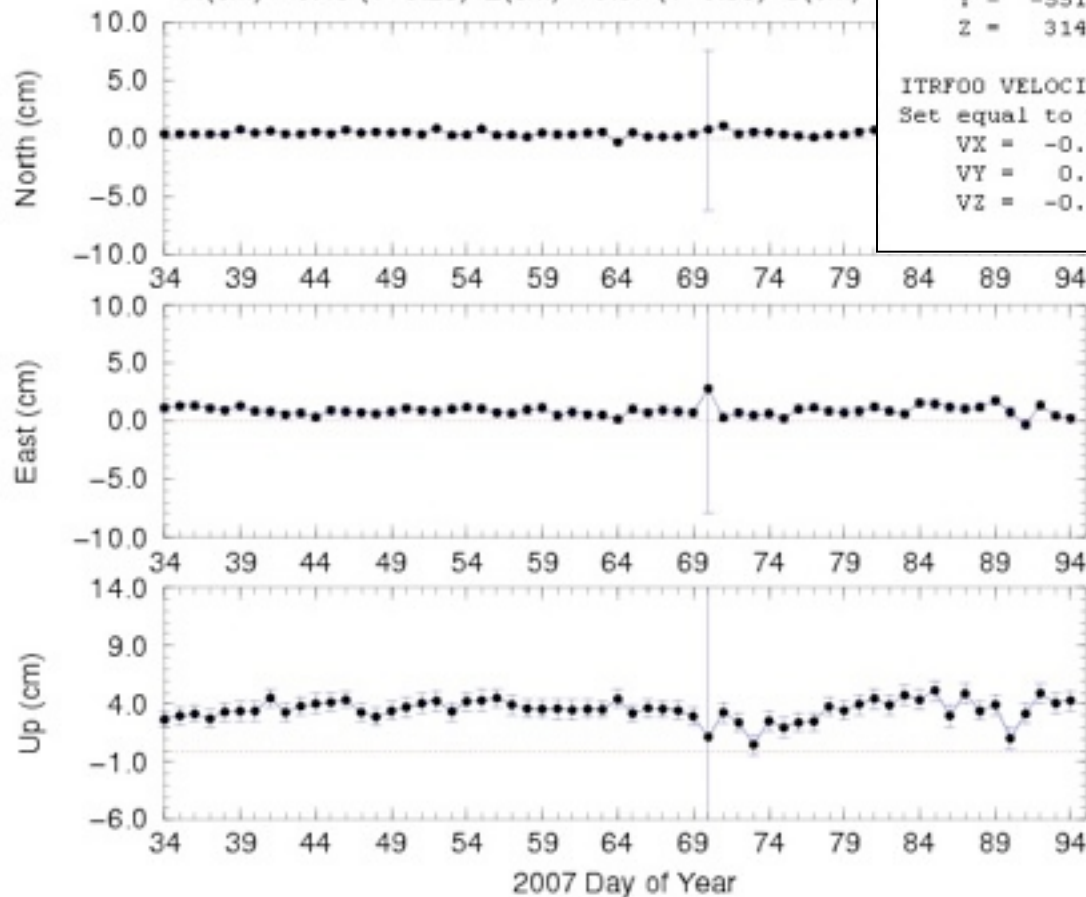 10.0
5.0
0.0
−5.0
−10.0
North (cm)
34 39 44 49 54 59 64 69 74 79 84 89 94
Z = 314
ITRF00 VELOCI
Set equal to
VX = -0.
VY = 0.
VZ = -0.
10.0
5.0
0.0
−5.0
−10.0
East (cm)
34 39 44 49 54 59 64 69 74 79 84 89 94
14.0
9.0
4.0
−1.0
−6.0
Up (cm)
34 39 44 49 54 59 64 69 74 79 84 89 94
2007 Day of Year